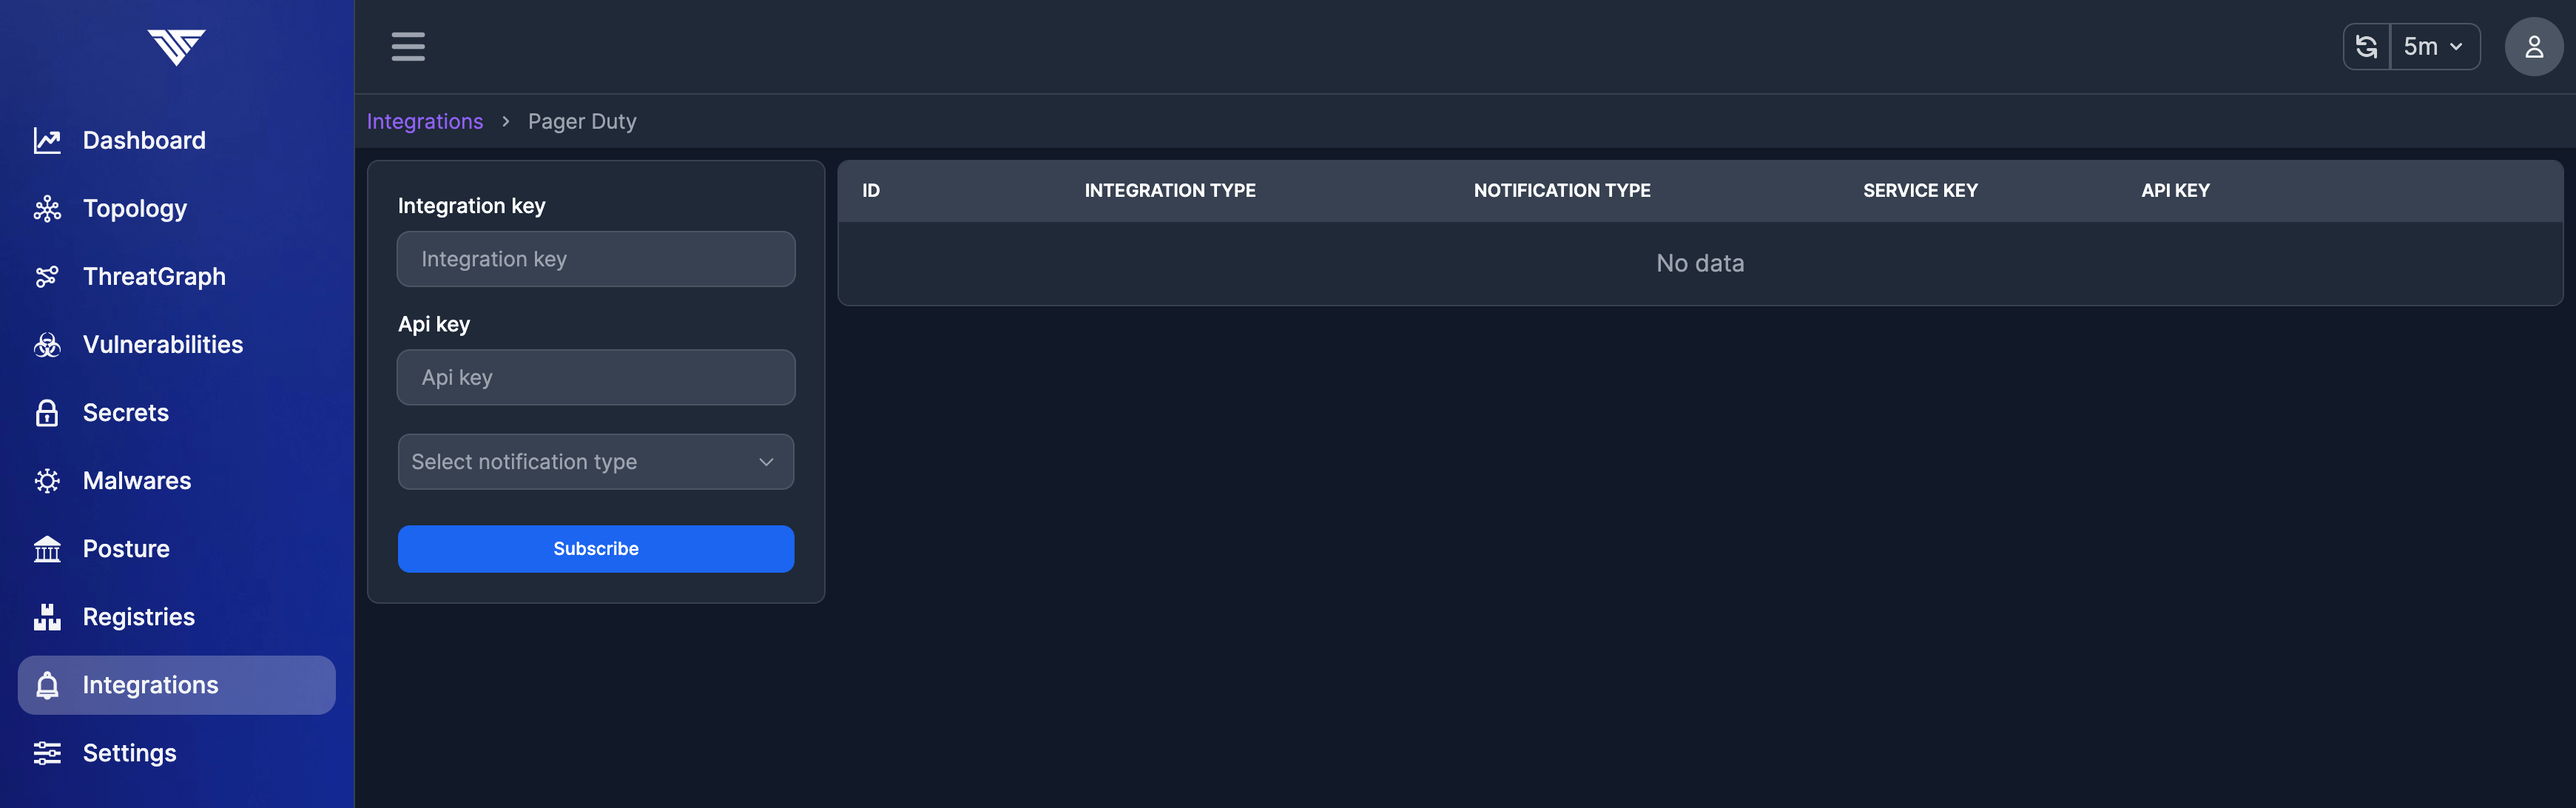 5m
Dashboard
Topology
ThreatGraph
Vulnerabilities
Secrets
Malwares
Posture
Registries
Integrations
Settings
Integrations > Pager Duty
Integration key
Integration key
Api key
Api key
Select notification type
Subscribe
ID INTEGRATION TYPE NOTIFICATION TYPE SERVICE KEY API KEY
No data